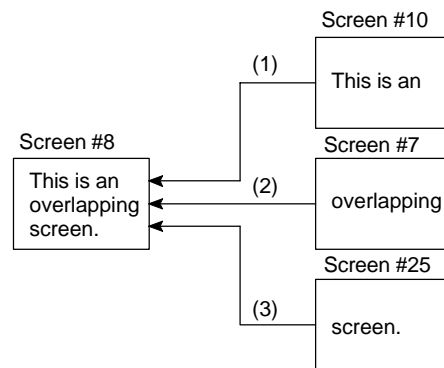 Screen #10
(1)
This is an
Screen #8
Screen #7
This is an
overlapping
screen.
(2)
overlapping
Screen #25
(3)
screen.